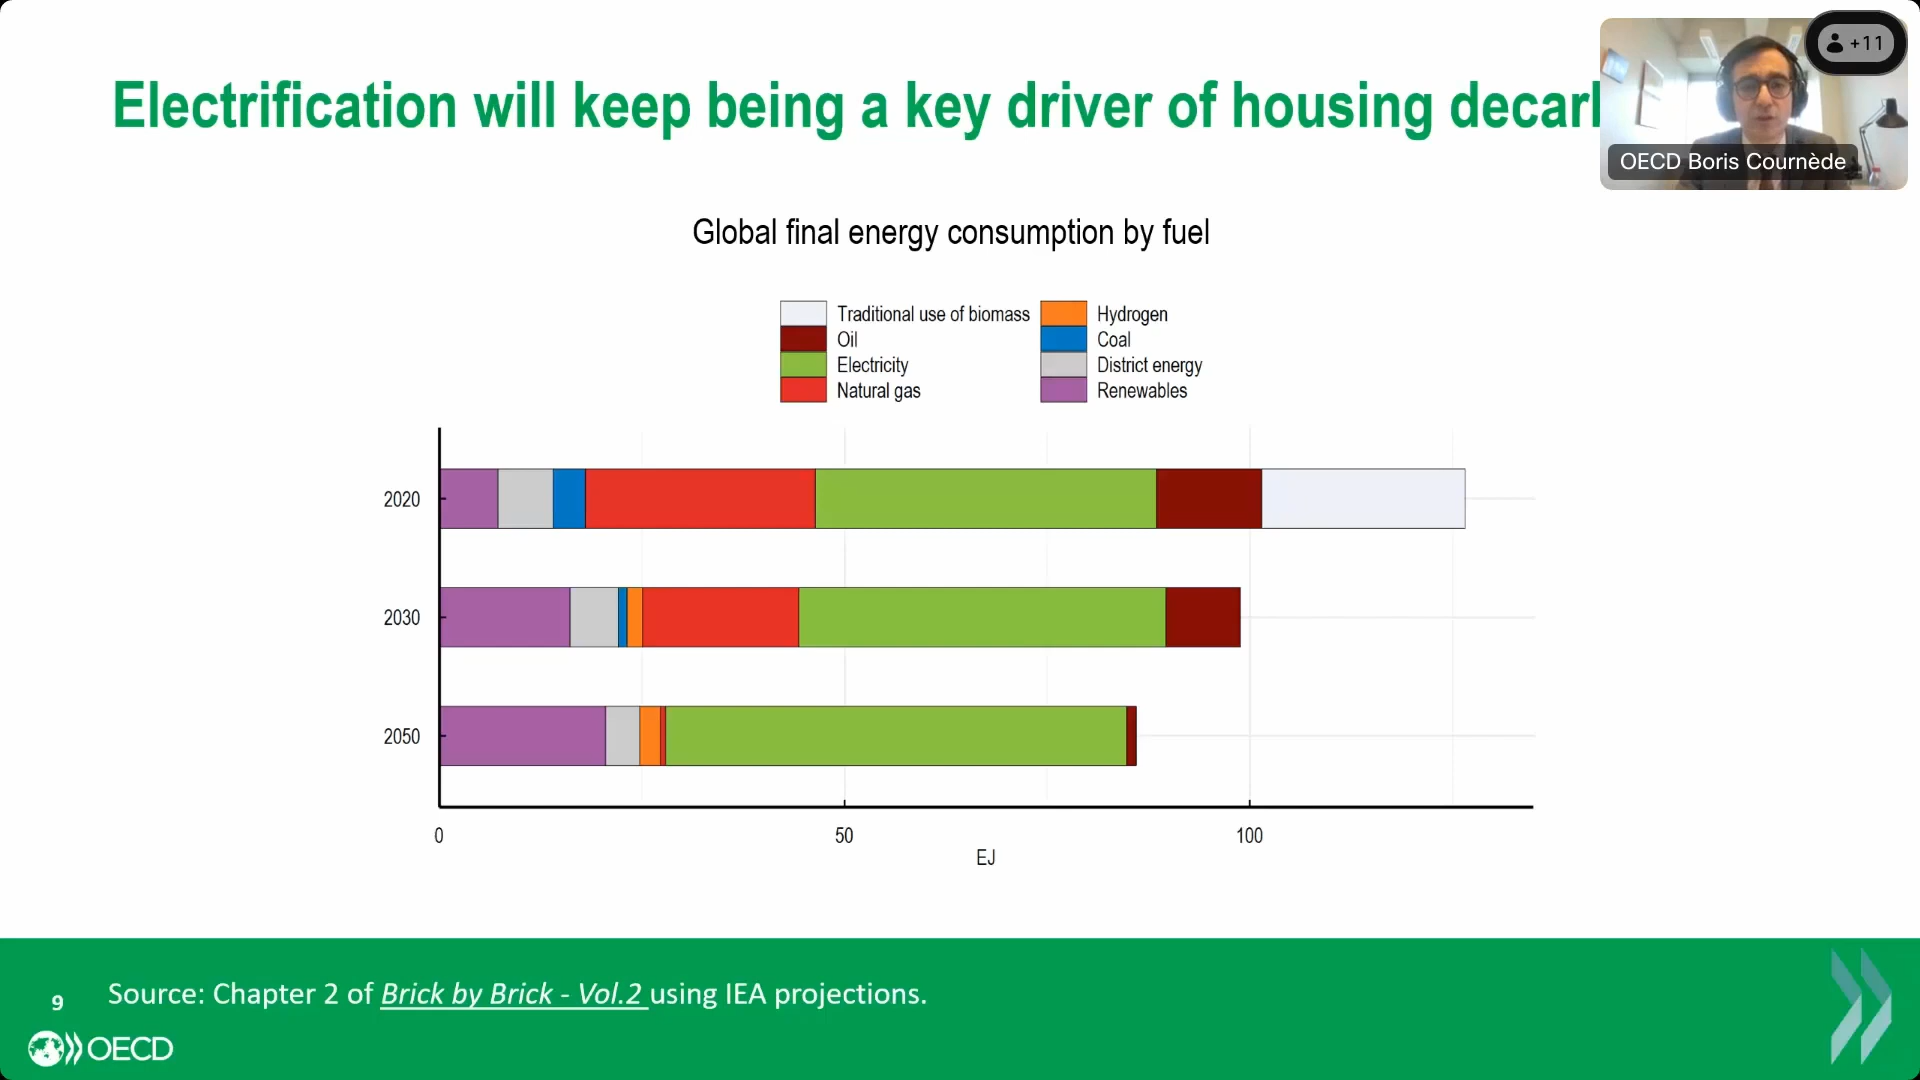 Electrification will keep being a key driver of housing decar
+11
OECD Boris Cournède
Global final energy consumption by fuel
Traditional use of biomass
Oil
Electricity
Natural gas
Hydrogen
Coal
District energy
Renewables
2020
2030
2050
0 50 100
EJ
9
Source: Chapter 2 of Brick by Brick - Vol.2 using IEA projections.
OECD